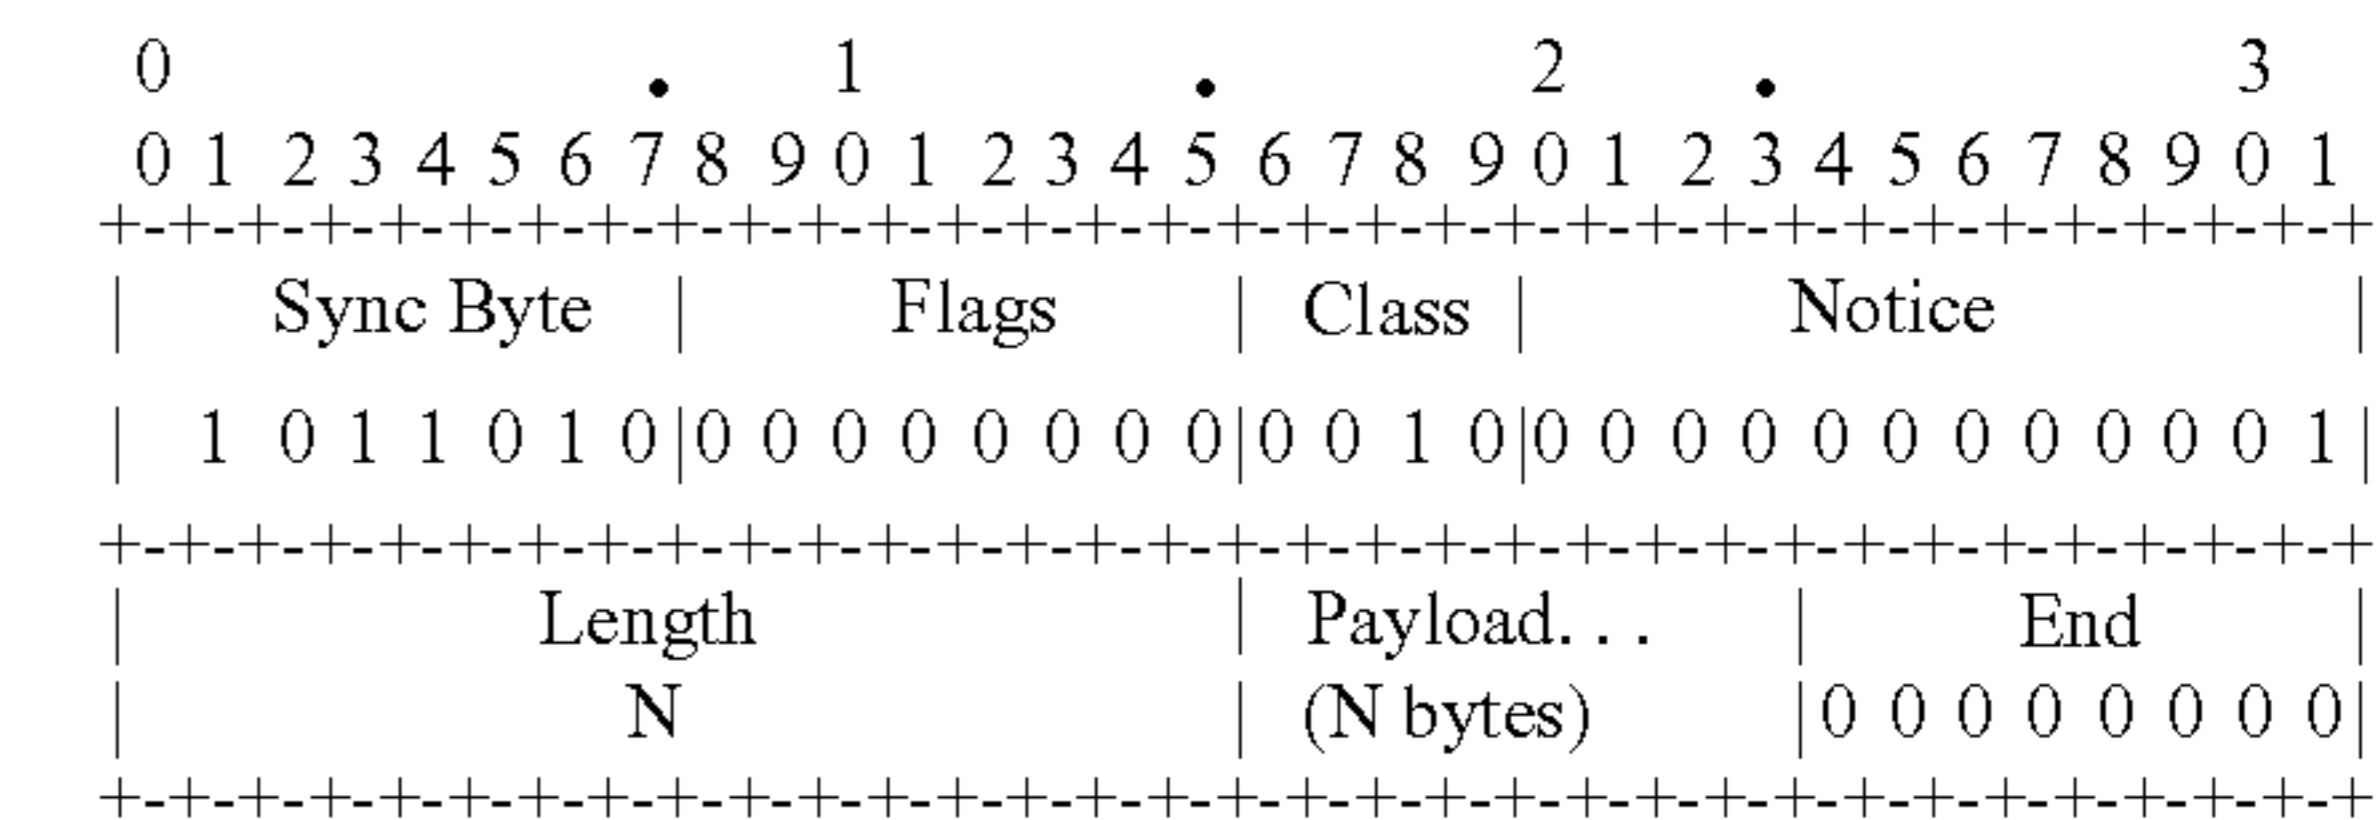 0 . 1 . 2 . 3
0 1 2 3 4 5 6 7 8 9 0 1 2 3 4 5 6 7 8 9 0 1 2 3 4 5 6 7 8 9 0 1
+-+-+-+-+-+-+-+-+-+-+-+-+-+-+-+-+-+-+-+-+-+-+-+-+-+-+-+-+-+-+-+-+
| Sync Byte | Flags | Class | Notice |
| 1 0 1 1 0 1 0|0 0 0 0 0 0 0 0|0 0 1 0|0 0 0 0 0 0 0 0 0 0 0 1|
+-+-+-+-+-+-+-+-+-+-+-+-+-+-+-+-+-+-+-+-+-+-+-+-+-+-+-+-+-+-+-+-+
| Length | Payload. . . | End |
| N | (N bytes) |0 0 0 0 0 0 0 0|
+-+-+-+-+-+-+-+-+-+-+-+-+-+-+-+-+-+-+-+-+-+-+-+-+-+-+-+-+-+-+-+-+